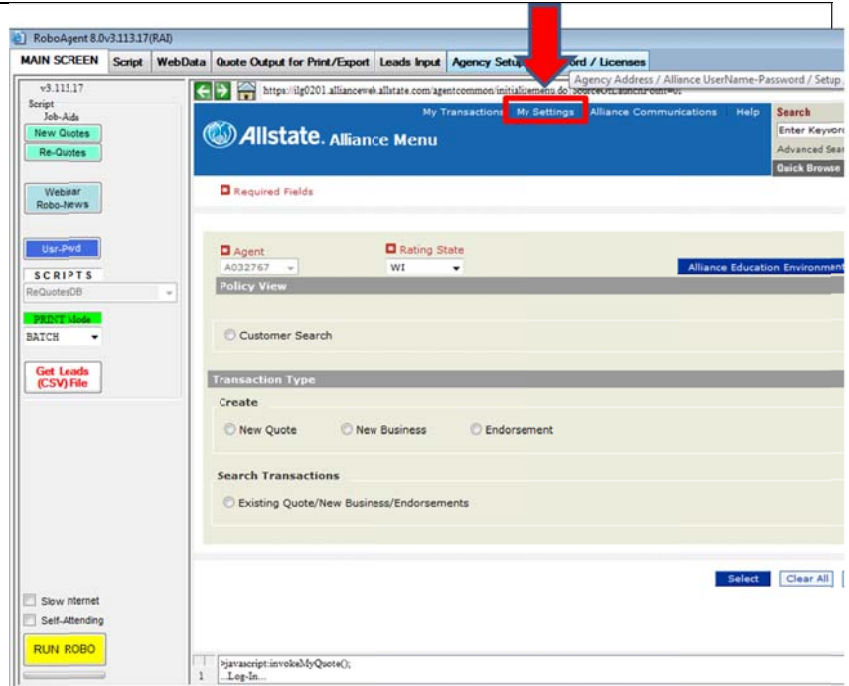 RoboAgent 8.0v3.113.17(RAI)
MAIN SCREEN Script WebData Quote Output for Print/Export Leads Input Agency Setup ord / Licenses
Agency Address / Alliance UserName-Password / Setup
v3.113.17
Script
Job-Aids
New Quotes
Re-Quotes
Webinar
Robo-News
Usr-Pwd
SCRIPTS
ReQuotesDB
PRINT Mode
BATCH
Get Leads
(CSV) File
Slow nternet
Self-Attending
RUN ROBO
My Transactions My Settings Alliance Communications Help
Allstate. Alliance Menu
Search
Enter Keywor
Advanced Sear
Quick Browse
Required Fields
Agent Rating State
A032767 WI
Alliance Education Environment
Policy View
Customer Search
Transaction Type
Create
New Quote New Business Endorsement
Search Transactions
Existing Quote/New Business/Endorsements
Select Clear All
>javascript:invokeMyQuote();
1 ...Log-In...